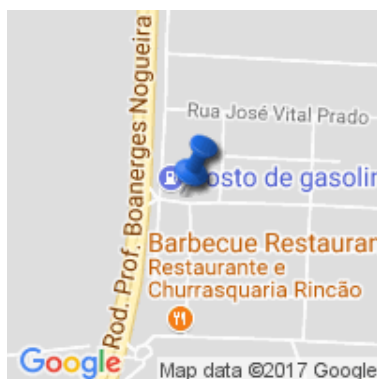 Rod. Prof. Boanerges Nogueira
Rua José Vital Prado
osto de gasolin
Barbecue Restauran
Restaurante e
Churrasquaria Rincão
Google
Map data ©2017 Google